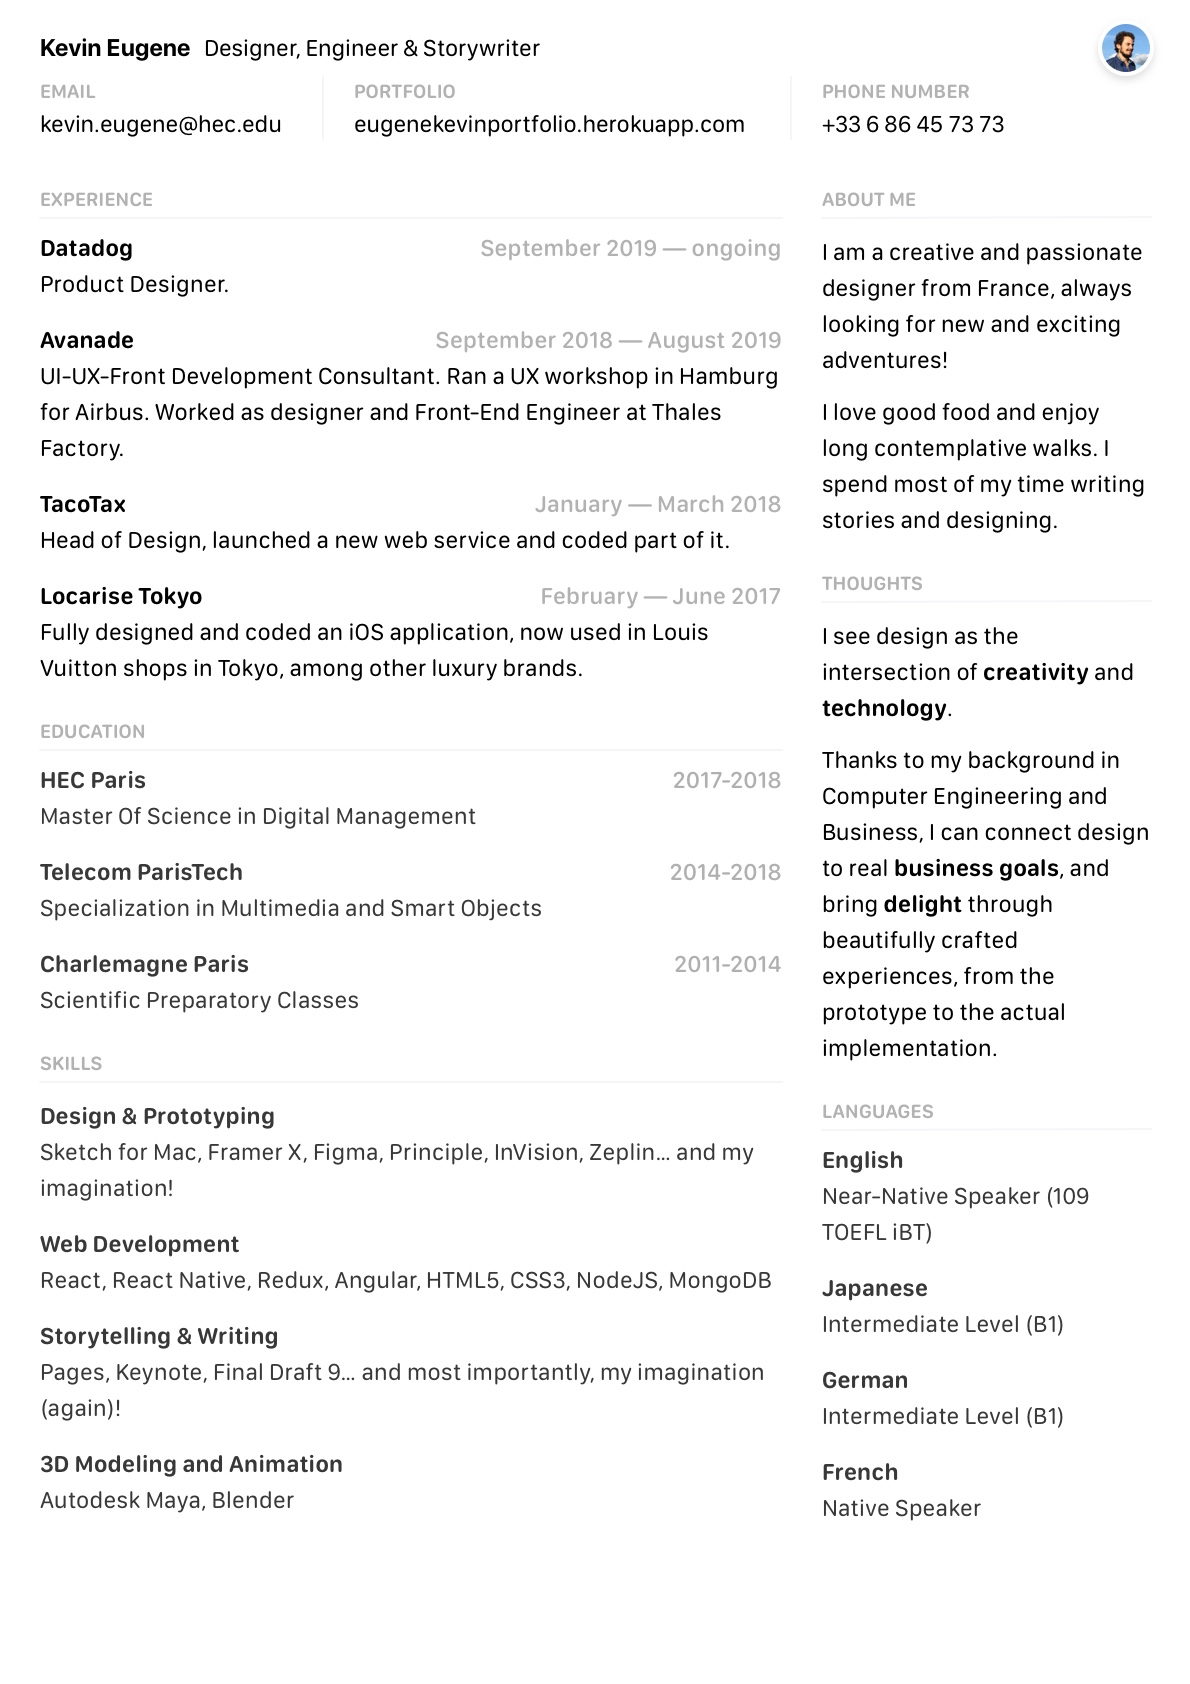 Kevin Eugene Designer, Engineer & Storywriter
EMAIL
kevin.eugene@hec.edu
PORTFOLIO
eugenekevinportfolio.herokuapp.com
PHONE NUMBER
+33 6 86 45 73 73
EXPERIENCE
Datadog September 2019 — ongoing
Product Designer.
Avanade September 2018 — August 2019
UI-UX-Front Development Consultant. Ran a UX workshop in Hamburg
for Airbus. Worked as designer and Front-End Engineer at Thales
Factory.
TacoTax January — March 2018
Head of Design, launched a new web service and coded part of it.
Locarise Tokyo February — June 2017
Fully designed and coded an iOS application, now used in Louis
Vuitton shops in Tokyo, among other luxury brands.
EDUCATION
HEC Paris 2017-2018
Master Of Science in Digital Management
Telecom ParisTech 2014-2018
Specialization in Multimedia and Smart Objects
Charlemagne Paris 2011-2014
Scientific Preparatory Classes
SKILLS
Design & Prototyping
Sketch for Mac, Framer X, Figma, Principle, InVision, Zeplin... and my
imagination!
Web Development
React, React Native, Redux, Angular, HTML5, CSS3, NodeJS, MongoDB
Storytelling & Writing
Pages, Keynote, Final Draft 9... and most importantly, my imagination
(again)!
3D Modeling and Animation
Autodesk Maya, Blender
ABOUT ME
I am a creative and passionate
designer from France, always
looking for new and exciting
adventures!
I love good food and enjoy
long contemplative walks. I
spend most of my time writing
stories and designing.
THOUGHTS
I see design as the
intersection of creativity and
technology.
Thanks to my background in
Computer Engineering and
Business, I can connect design
to real business goals, and
bring delight through
beautifully crafted
experiences, from the
prototype to the actual
implementation.
LANGUAGES
English
Near-Native Speaker (109
TOEFL iBT)
Japanese
Intermediate Level (B1)
German
Intermediate Level (B1)
French
Native Speaker